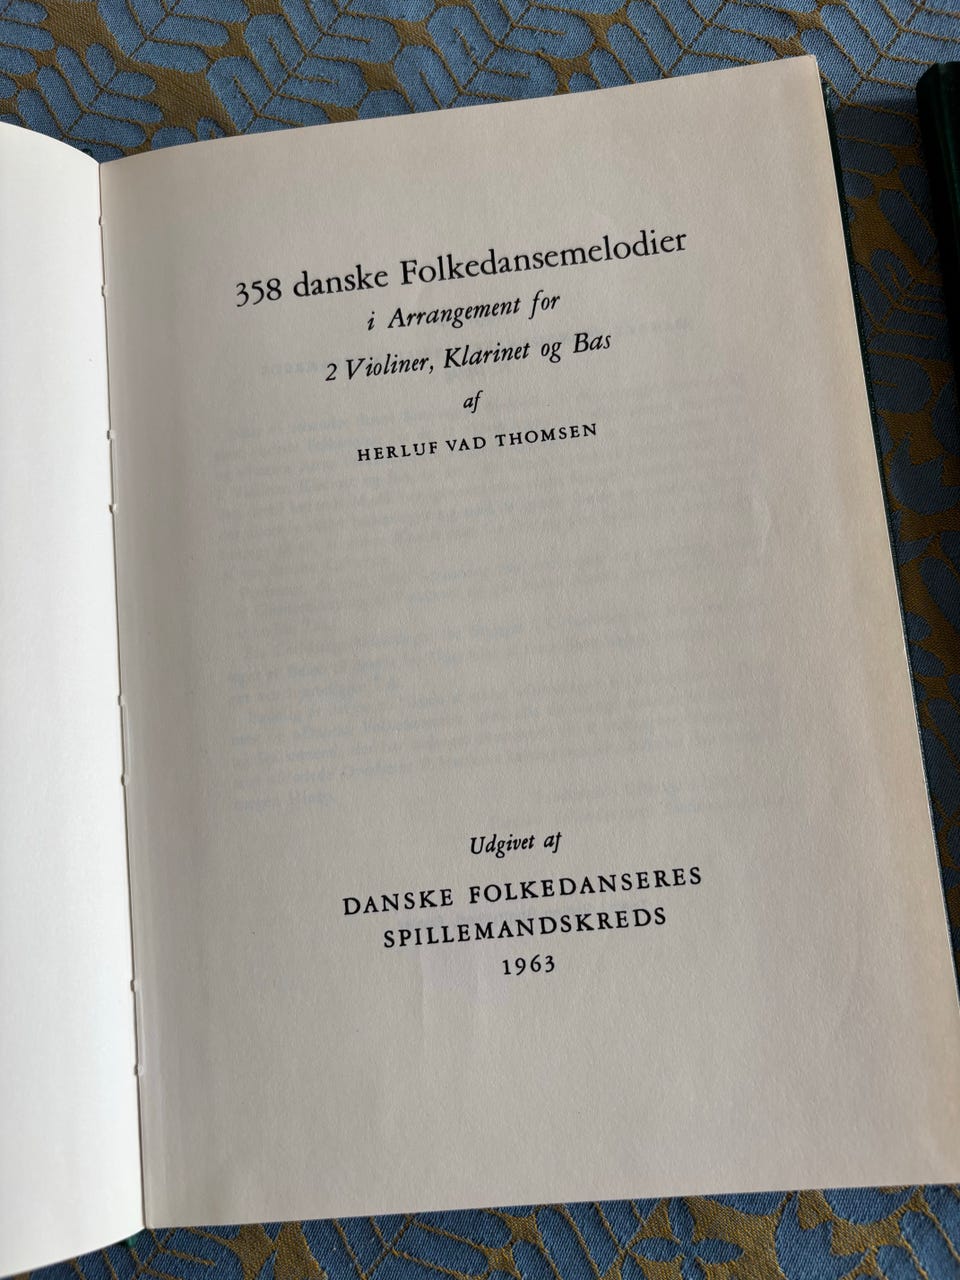 358 danske Folkedansemelodier
i Arrangement for
2 Violiner, Klarinet og Bas
af
HERLUF VAD THOMSEN
Udgivet af
DANSKE FOLKEDANSERES
SPILLEMANDSKREDS
1963